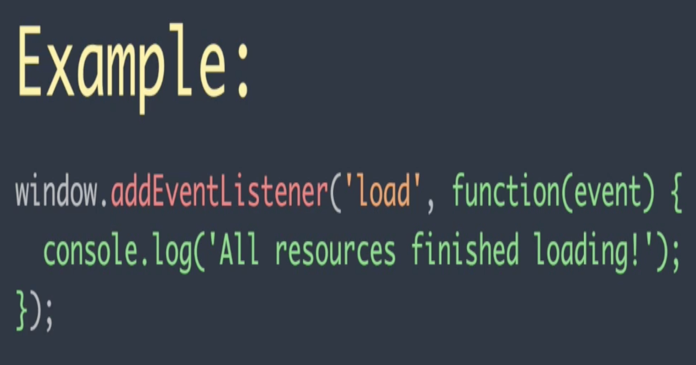 Example:
window.addEventListener('load', function(event) {
  console.log('All resources finished loading!');
});